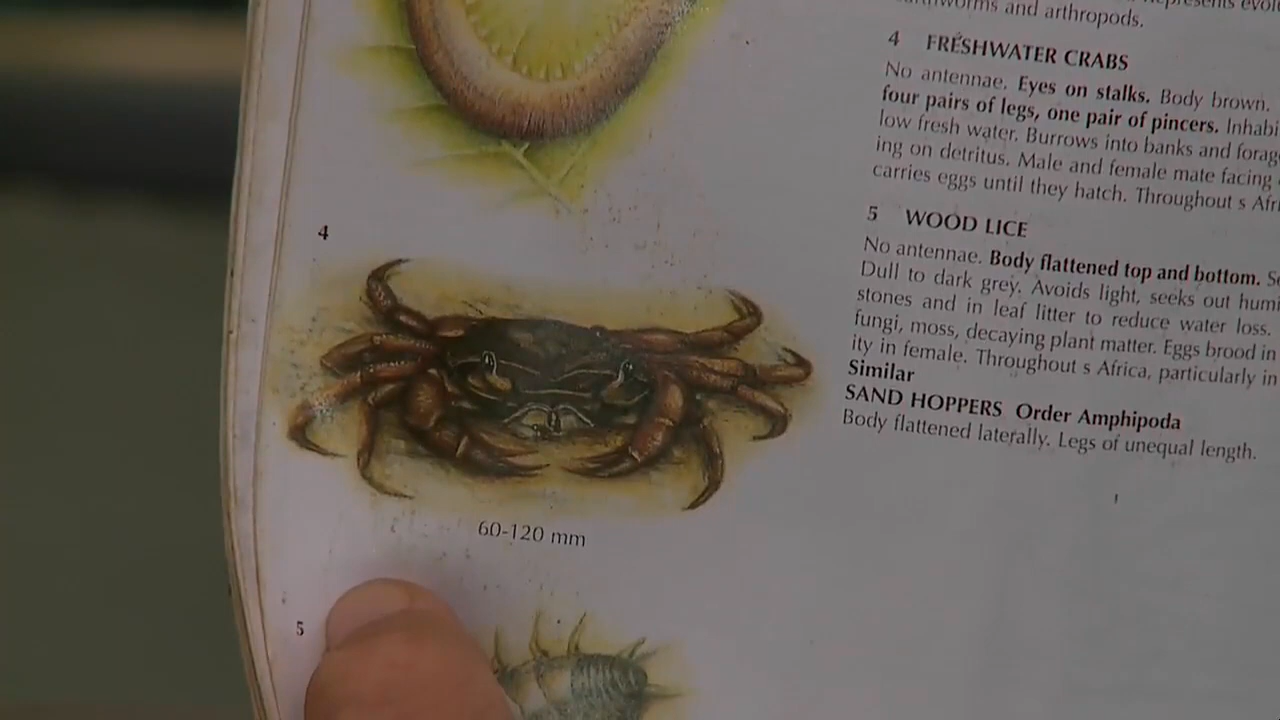 and arthropods.
4 FRESHWATER CRABS
No antennae. Eyes on stalks. Body brown.
four pairs of legs, one pair of pincers.
low fresh water. Burrows into banks and
ing on detritus. Male and female mate facing
carries eggs until they hatch. Throughout s
5 WOOD LICE
No antennae. Body flattened top and bottom.
Dull to dark grey. Avoids light, seeks out
stones and in leaf litter to reduce water loss.
fungi, moss, decaying plant matter. Eggs brood in
ity in female. Throughout s Africa, particularly in
Similar
SAND HOPPERS Order Amphipoda
Body flattened laterally. Legs of unequal length.
4
60-120 mm
5